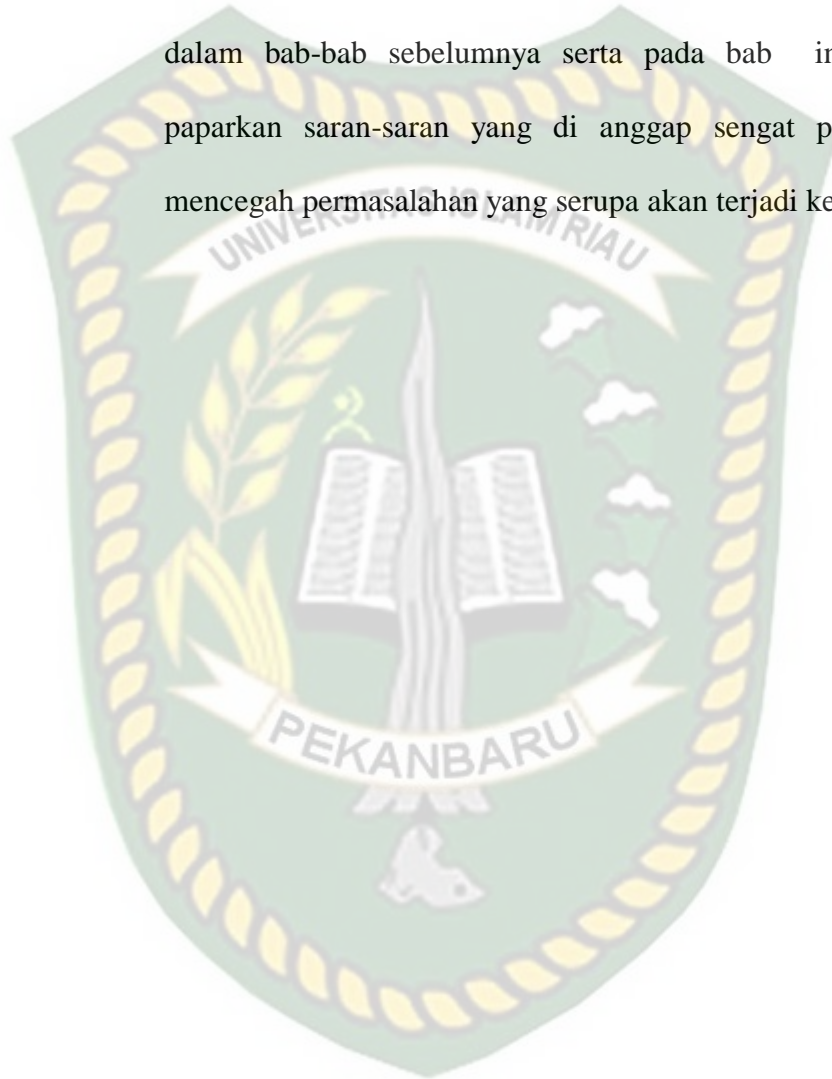 dalam bab-bab sebelumnya serta pada bab in
paparkan saran-saran yang di anggap sengat p
mencegah permasalahan yang serupa akan terjadi ke
UNIVERSITAS ISLAM RIAU
PEKANBARU